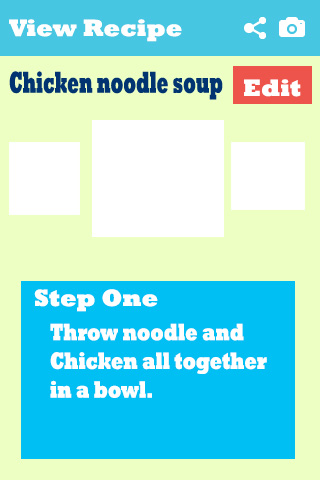 View Recipe
Chicken noodle soup
Edit
Step One
Throw noodle and
Chicken all together
in a bowl.